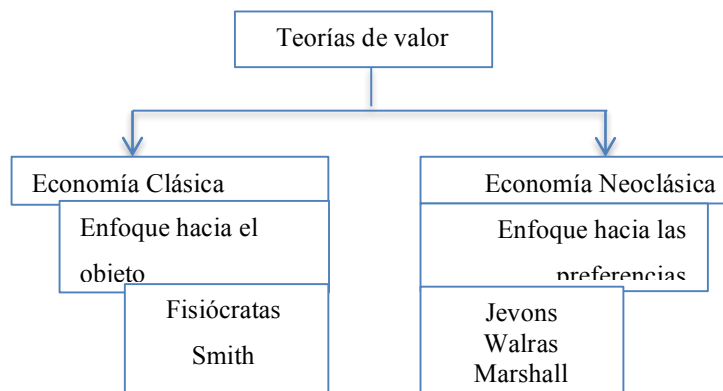 Teorías de valor
Economía Clásica
Enfoque hacia el
objeto
Fisiócratas
Smith
Economía Neoclásica
Enfoque hacia las
preferencias
Jevons
Walras
Marshall